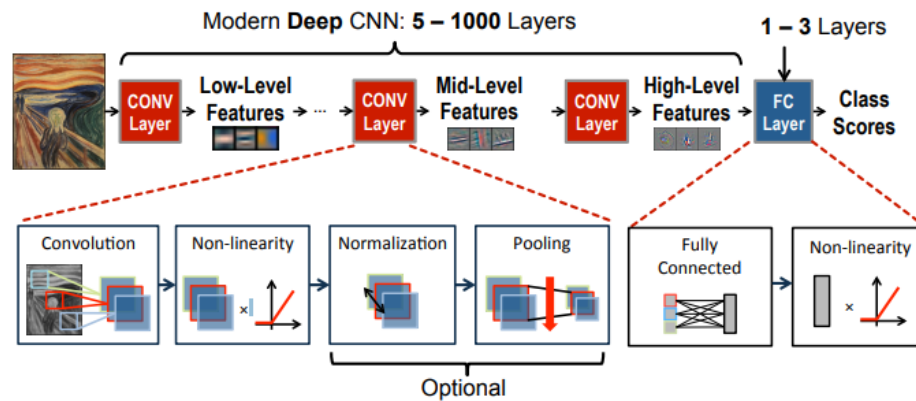 Modern Deep CNN: 5 – 1000 Layers
1 – 3 Layers
CONV
Layer
Low-Level
Features
...
CONV
Layer
Mid-Level
Features
CONV
Layer
High-Level
Features
FC
Layer
Class
Scores
Convolution
Non-linearity
×
Normalization
Pooling
Fully
Connected
Non-linearity
×
Optional